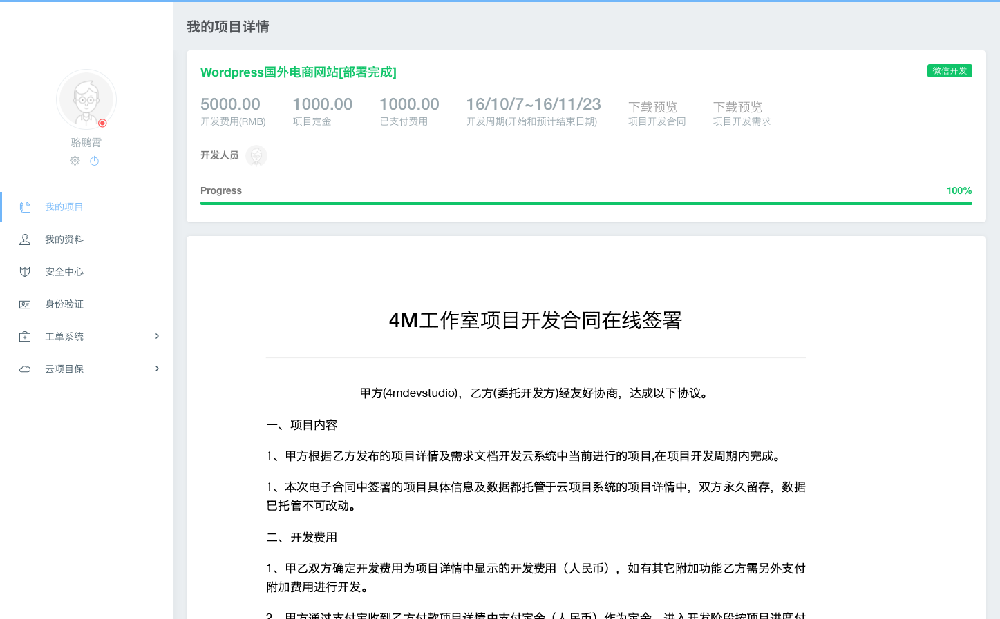 我的项目详情
Wordpress国外电商网站[部署完成]
微信开发
5000.00
开发费用(RMB)
1000.00
项目定金
1000.00
已支付费用
16/10/7~16/11/23
开发周期(开始和预计结束日期)
下载预览
项目开发合同
下载预览
项目开发需求
开发人员
Progress
100%
骆鹏霄
我的项目
我的资料
安全中心
身份验证
工单系统
云项目保
4M工作室项目开发合同在线签署
甲方(4mdevstudio)，乙方(委托开发方)经友好协商，达成以下协议。
一、项目内容
1、甲方根据乙方发布的项目详情及需求文档开发云系统中当前进行的项目,在项目开发周期内完成。
1、本次电子合同中签署的项目具体信息及数据都托管于云项目系统的项目详情中，双方永久留存，数据
已托管不可改动。
二、开发费用
1、甲乙双方确定开发费用为项目详情中显示的开发费用（人民币），如有其它附加功能乙方需另外支付
附加费用进行开发。
2、甲方通过支付宝收到乙方付款项目详情中支付定金（人民币）作为定金，进入开发阶段按项目进度付